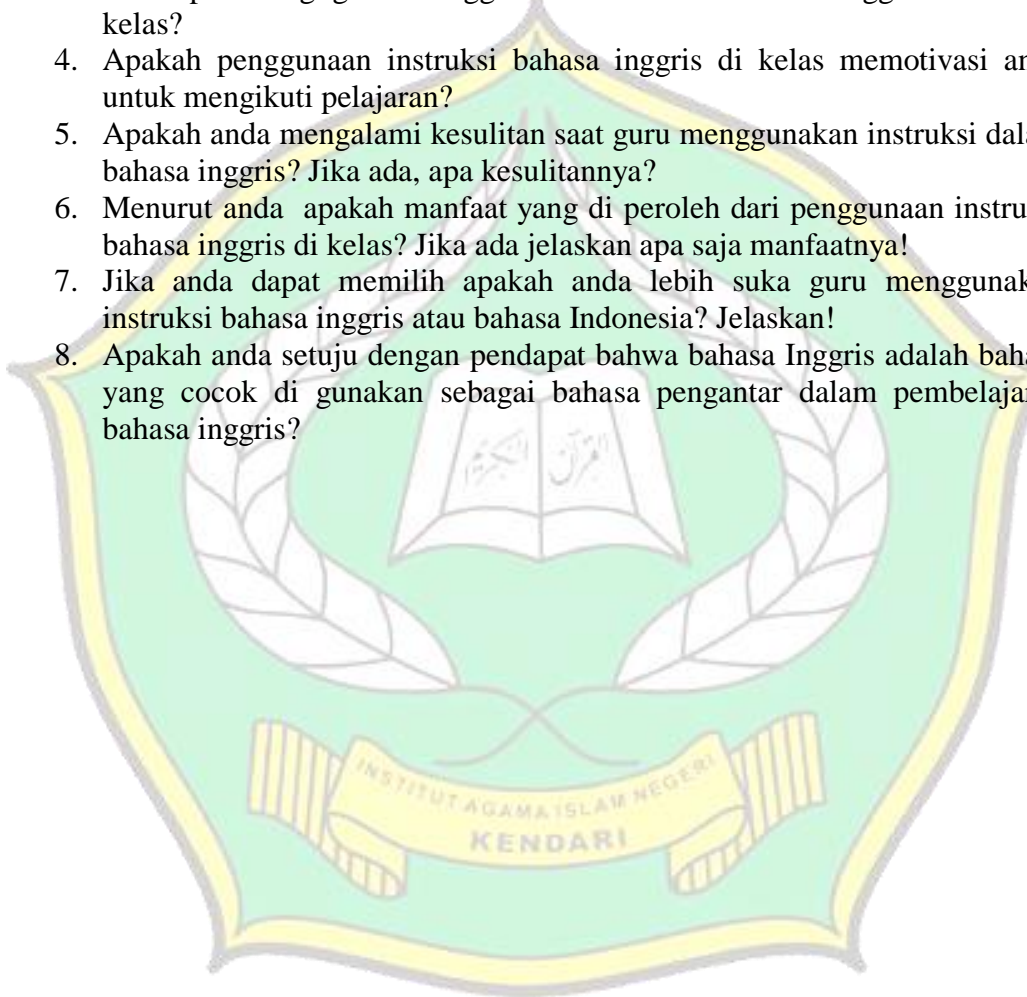 kelas?
4. Apakah penggunaan instruksi bahasa inggris di kelas memotivasi an
untuk mengikuti pelajaran?
5. Apakah anda mengalami kesulitan saat guru menggunakan instruksi dala
bahasa inggris? Jika ada, apa kesulitannya?
6. Menurut anda apakah manfaat yang di peroleh dari penggunaan instru
bahasa inggris di kelas? Jika ada jelaskan apa saja manfaatnya!
7. Jika anda dapat memilih apakah anda lebih suka guru menggunak
instruksi bahasa inggris atau bahasa Indonesia? Jelaskan!
8. Apakah anda setuju dengan pendapat bahwa bahasa Inggris adalah baha
yang cocok di gunakan sebagai bahasa pengantar dalam pembelajar
bahasa inggris?
القرآن الكريم
INSTITUT AGAMA ISLAM NEGERI
KENDARI